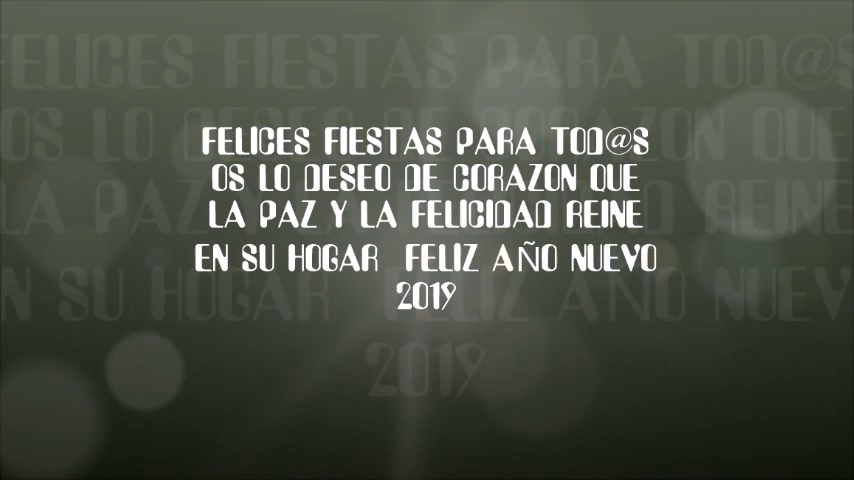 FELICES FIESTAS PARA TOD@S
OS LO DESEO DE CORAZON QUE
LA PAZ Y LA FELICIDAD REINE
EN SU HOGAR FELIZ AÑO NUEVO
2019